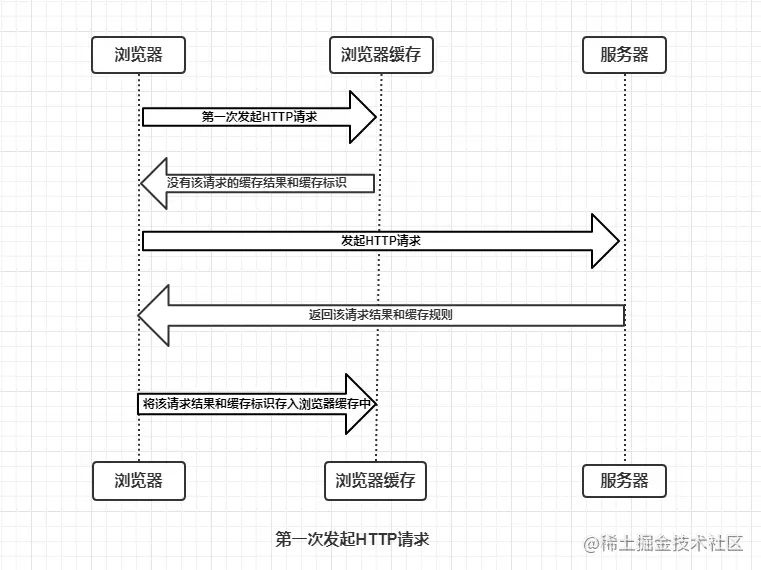 浏览器
浏览器缓存
服务器
第一次发起HTTP请求
没有该请求的缓存结果和缓存标识
发起HTTP请求
返回该请求结果和缓存规则
将该请求结果和缓存标识存入浏览器缓存中
浏览器
浏览器缓存
服务器
第一次发起HTTP请求
@稀土掘金技术社区